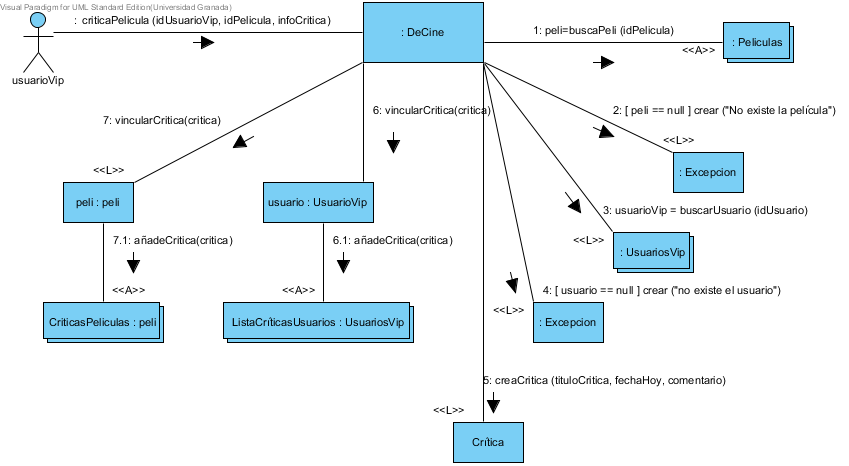 Visual Paradigm for UML Standard Edition(Universidad Granada)
: criticaPelicula (idUsuarioVip, idPelicula, infoCritica)
: DeCine
1: peli=buscaPeli (idPelicula)
: Peliculas
<<A>>
usuarioVip
2: [ peli == null ] crear ("No existe la película")
7: vincularCritica(critica)
6: vincularCritica(critica)
<<L>>
: Excepcion
<<L>>
peli : peli
usuario : UsuarioVip
3: usuarioVip = buscarUsuario (idUsuario)
<<L>>
: UsuariosVip
7.1: añadeCritica(critica)
6.1: añadeCritica(critica)
<<A>>
<<A>>
4: [ usuario == null ] crear ("no existe el usuario")
<<L>>
: Excepcion
CriticasPeliculas : peli
ListaCríticasUsuarios : UsuariosVip
5: creaCritica (tituloCritica, fechaHoy, comentario)
<<L>>
Crítica